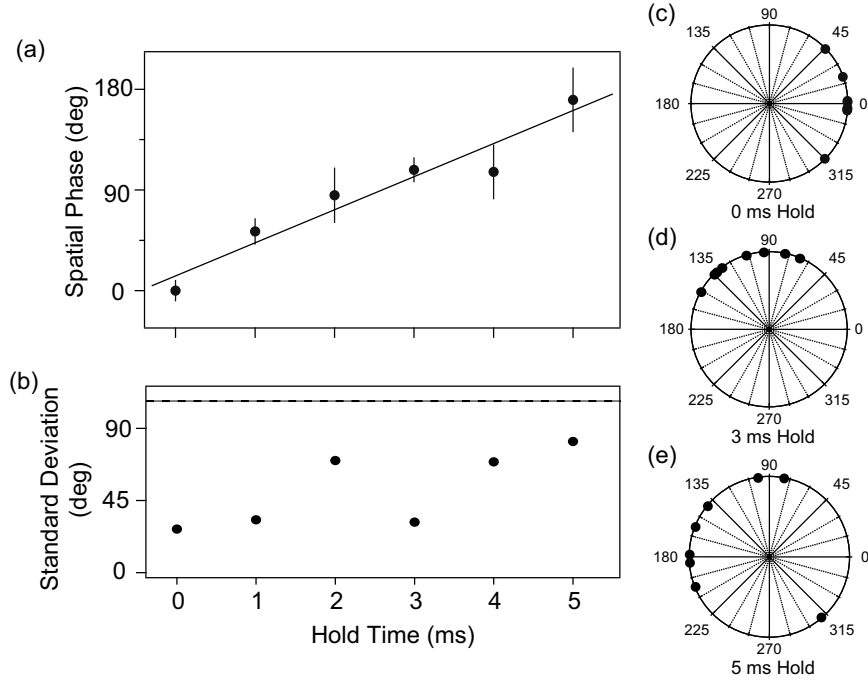 (a)
Spatial Phase (deg)
180
90
0
(b)
Standard Deviation
(deg)
90
45
0
0 1 2 3 4 5
Hold Time (ms)
(c)
90
135 45
180 0
225 315
270
0 ms Hold
(d)
90
135 45
180 0
225 315
270
3 ms Hold
(e)
90
135 45
180 0
225 315
270
5 ms Hold